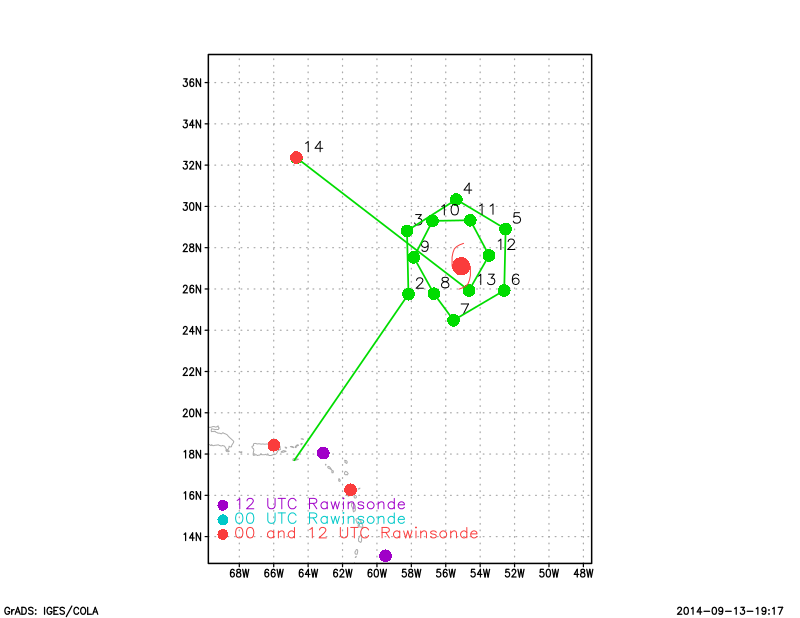 36N
34N
14
32N
4
30N
3
10
11
5
9
12
28N
2
8
13
6
26N
7
24N
22N
20N
18N
12 UTC Rawinsonde
16N
00 UTC Rawinsonde
00 and 12 UTC Rawinsonde
14N
68W 66W 64W 62W 60W 58W 56W 54W 52W 50W 48W
GrADS: IGES/COLA
2014-09-13-19:17